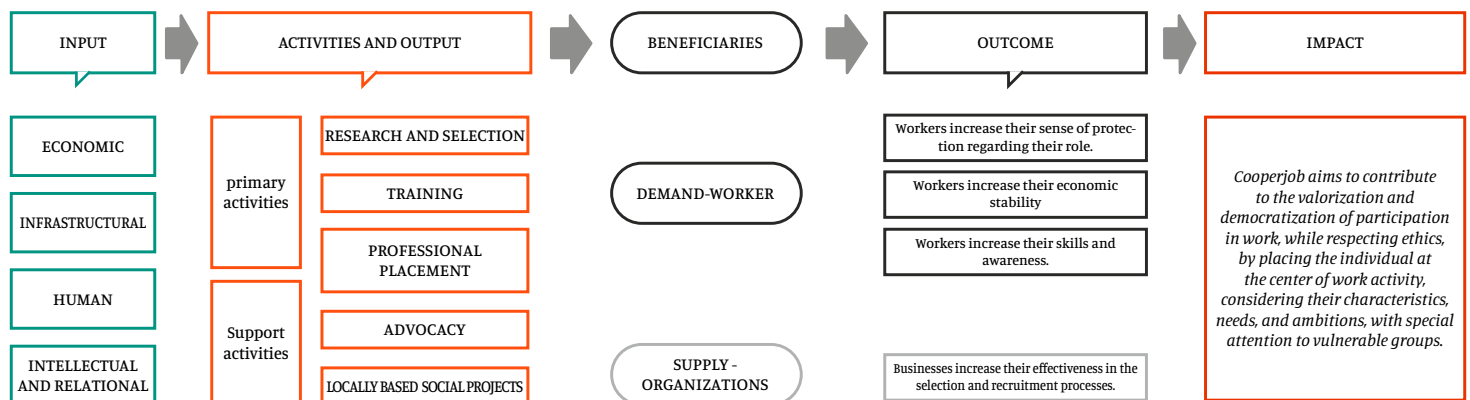 INPUT
ACTIVITIES AND OUTPUT
BENEFICIARIES
OUTCOME
IMPACT
ECONOMIC
INFRASTRUCTURAL
HUMAN
INTELLECTUAL
AND RELATIONAL
primary
activities
Support
activities
RESEARCH AND SELECTION
TRAINING
PROFESSIONAL
PLACEMENT
ADVOCACY
LOCALLY BASED SOCIAL PROJECTS
DEMAND-WORKER
SUPPLY -
ORGANIZATIONS
Workers increase their sense of protec-
tion regarding their role.
Workers increase their economic
stability
Workers increase their skills and
awareness.
Businesses increase their effectiveness in the
selection and recruitment processes.
Cooperjob aims to contribute
to the valorization and
democratization of participation
in work, while respecting ethics,
by placing the individual at
the center of work activity,
considering their characteristics,
needs, and ambitions, with special
attention to vulnerable groups.